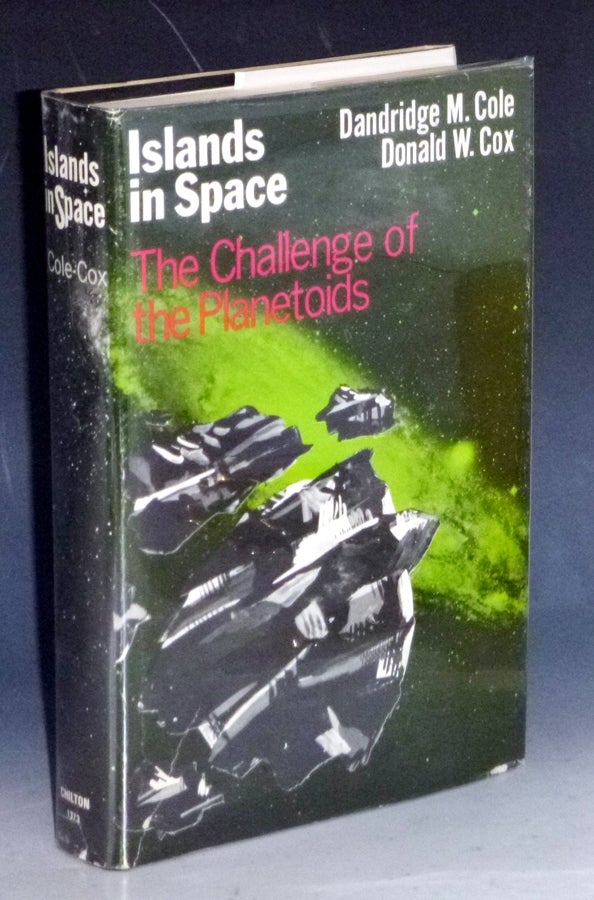 Islands
in Space
Dandridge M. Cole
Donald W. Cox
The Challenge of
the Planetoids
Islands
in Space
Cole-Cox
CHILTON